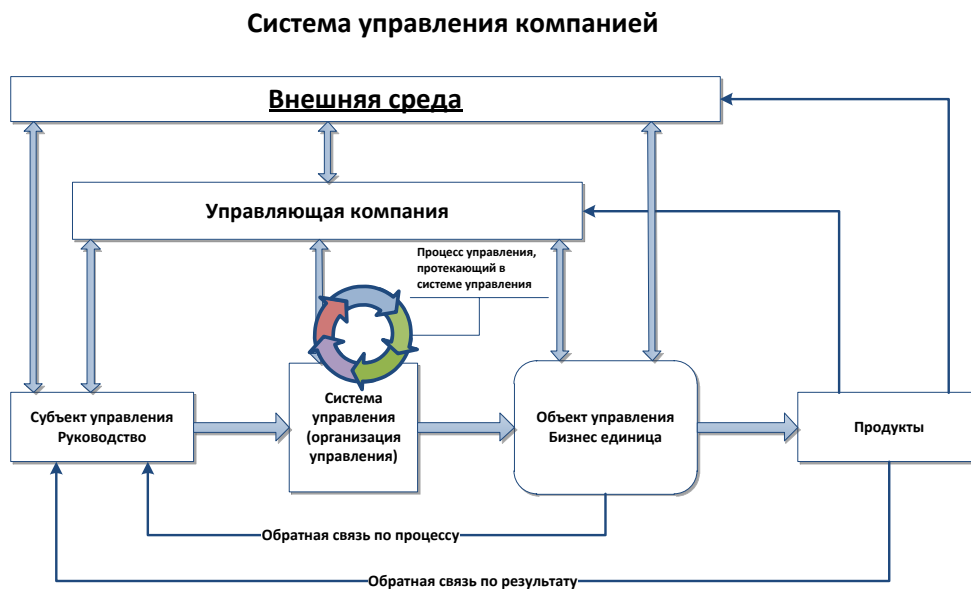 Система управления компанией
Внешняя среда
Управляющая компания
Процесс управления,
протекающий в
системе управления
Субъект управления
Руководство
Система
управления
(организация
управления)
Объект управления
Бизнес единица
Продукты
Обратная связь по процессу
Обратная связь по результату